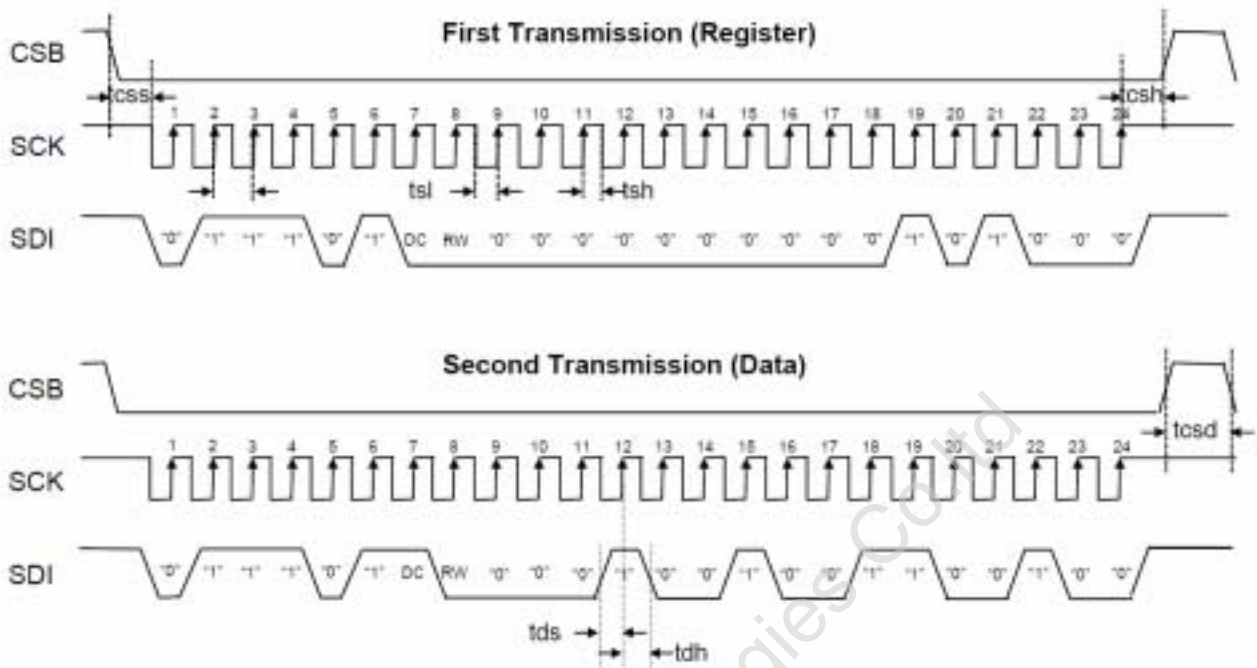 First Transmission (Register)
CSB
tcss
tcsh
1 2 3 4 5 6 7 8 9 10 11 12 13 14 15 16 17 18 19 20 21 22 23 24
SCK
tsl
tsh
SDI
"0" "1" "1" "1" "0" "1" DC RW "0" "0" "0" "0" "0" "0" "0" "0" "0" "0" "1" "0" "1" "0" "0" "0"
Second Transmission (Data)
CSB
tcsd
1 2 3 4 5 6 7 8 9 10 11 12 13 14 15 16 17 18 19 20 21 22 23 24
SCK
SDI
"0" "1" "1" "1" "0" "1" DC RW "0" "0" "0" "1" "0" "0" "1" "0" "0" "1" "1" "0" "0" "1" "0" "0"
tds
tdh
gies Co.ltd